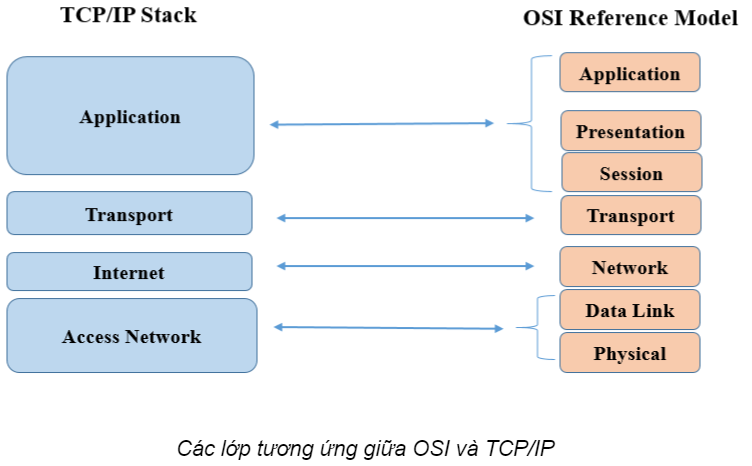 TCP/IP Stack
OSI Reference Model
Application
Transport
Internet
Access Network
Application
Presentation
Session
Transport
Network
Data Link
Physical
Các lớp tương ứng giữa OSI và TCP/IP